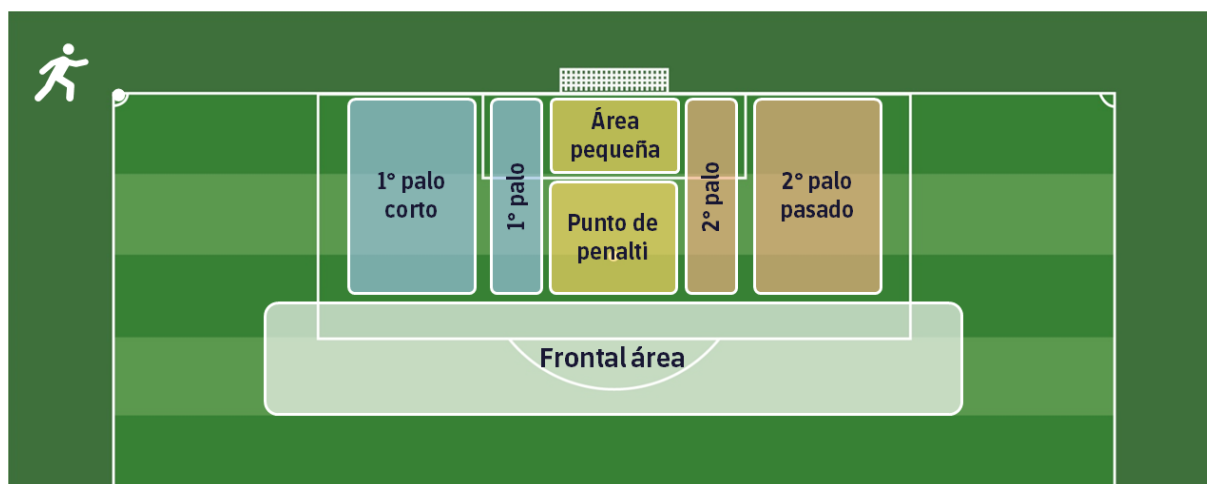 1° palo
corto
1° palo
Área
pequeña
Punto de
penalti
2° palo
2° palo
pasado
Frontal área